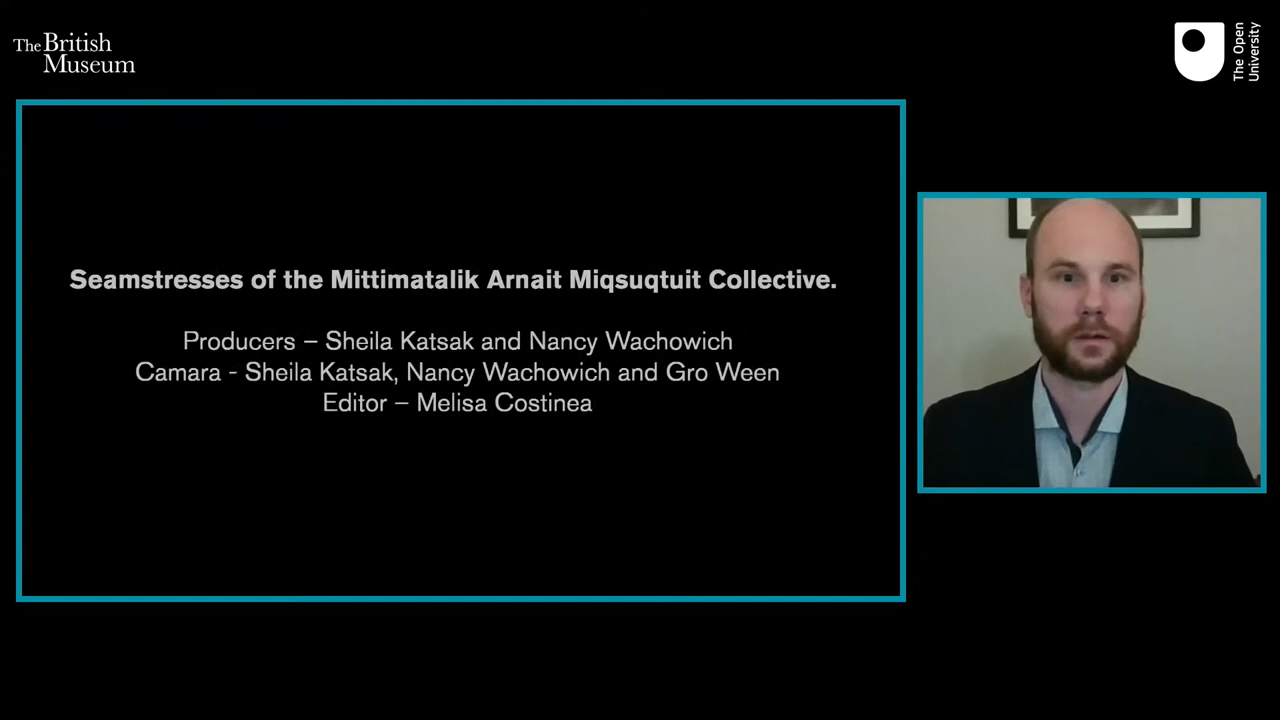 The British
Museum
The Open
University
Seamstresses of the Mittimatalik Arnait Miqsuqtuit Collective.
Producers – Sheila Katsak and Nancy Wachowich
Camara - Sheila Katsak, Nancy Wachowich and Gro Ween
Editor – Melisa Costinea